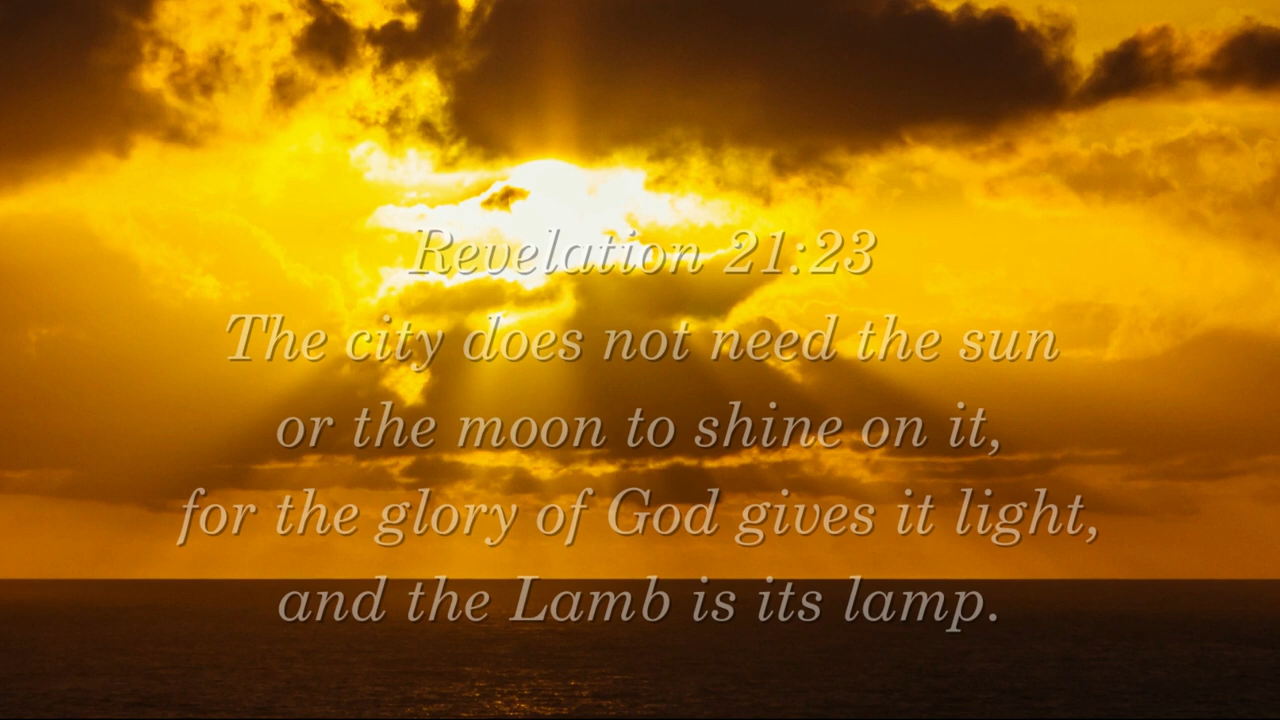 Revelation 21:23
The city does not need the sun
or the moon to shine on it,
for the glory of God gives it light,
and the Lamb is its lamp.